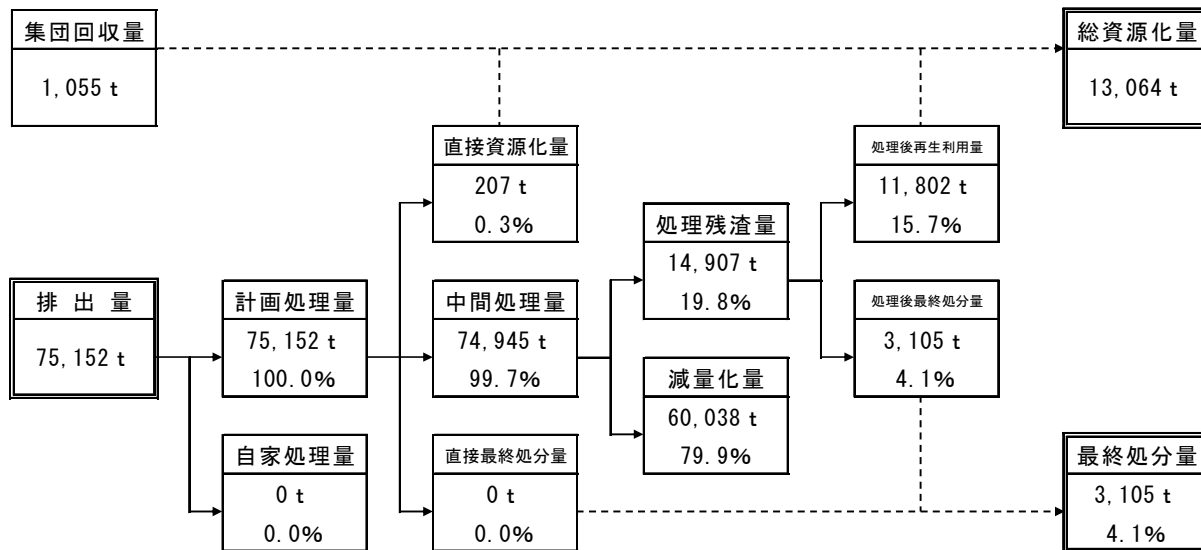 集団回収量
1,055 t
総資源化量
13,064 t
直接資源化量
207 t
0.3%
処理後再生利用量
11,802 t
15.7%
処理残渣量
14,907 t
19.8%
排出量
75,152 t
計画処理量
75,152 t
100.0%
中間処理量
74,945 t
99.7%
処理後最終処分量
3,105 t
4.1%
減量化量
60,038 t
79.9%
自家処理量
0 t
0.0%
直接最終処分量
0 t
0.0%
最終処分量
3,105 t
4.1%